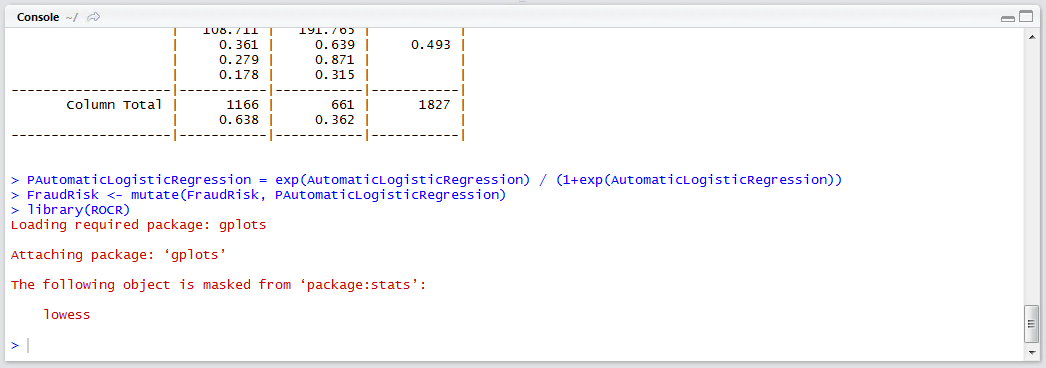 Console ~/
| 108.711 | 191.765 | |
| 0.361 | 0.639 | 0.493 |
| 0.279 | 0.871 | |
| 0.178 | 0.315 | |
--------------------|-----------|-----------|-----------|
Column Total | 1166 | 661 | 1827 |
| 0.638 | 0.362 | |
--------------------|-----------|-----------|-----------|
> PAutomaticLogisticRegression = exp(AutomaticLogisticRegression) / (1+exp(AutomaticLogisticRegression))
> FraudRisk <- mutate(FraudRisk, PAutomaticLogisticRegression)
> library(ROCR)
Loading required package: gplots
Attaching package: ‘gplots’
The following object is masked from ‘package:stats’:
lowess
>